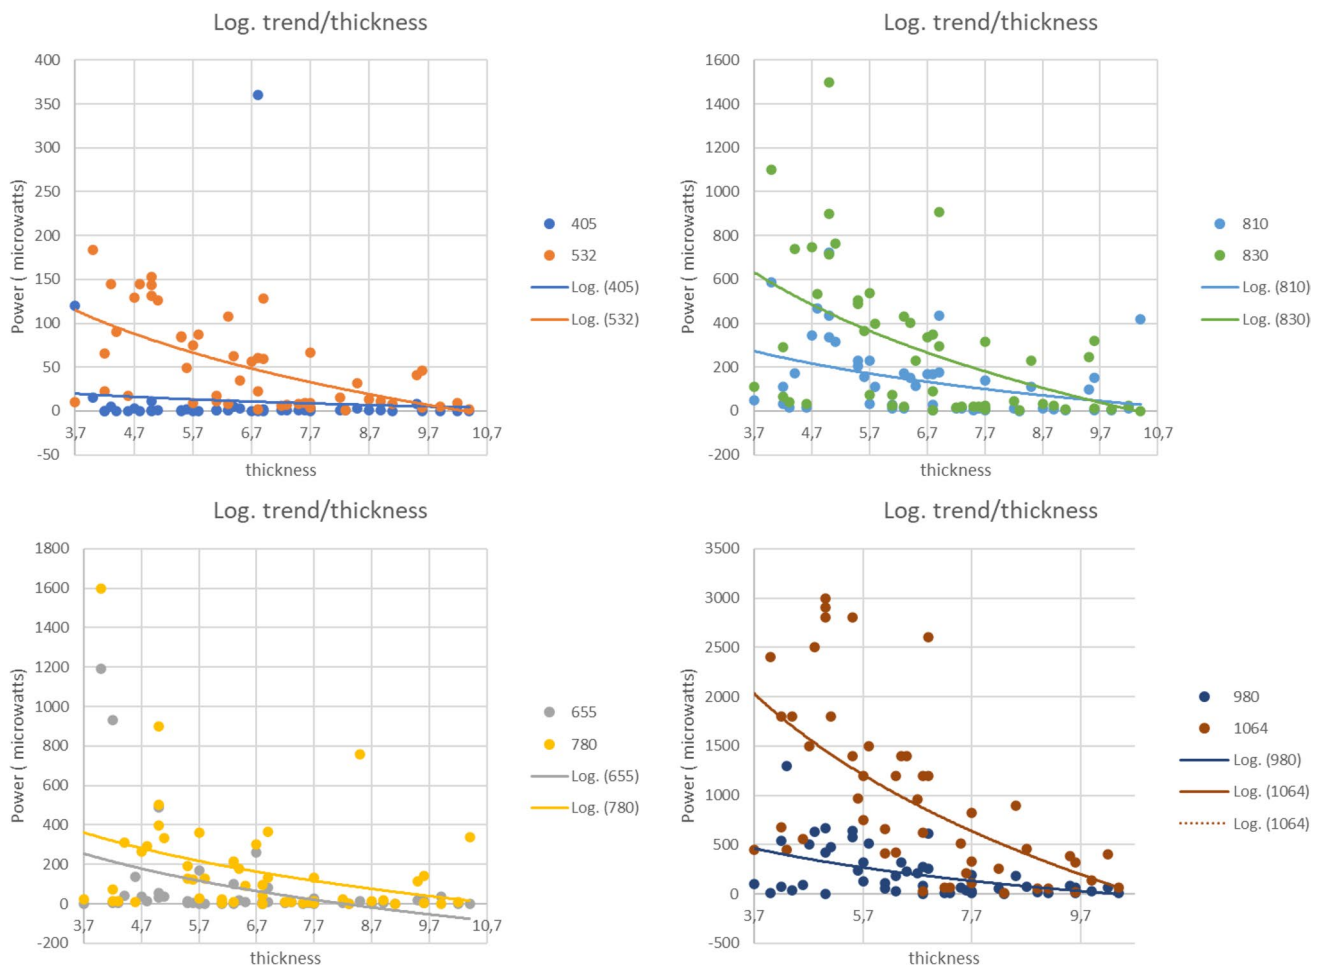 Log. trend/thickness
400
350
300
250
200
150
100
50
0
-50
Power ( microwatts)
3,7 4,7 5,7 6,7 7,7 8,7 9,7 10,7
thickness
405
532
Log. (405)
Log. (532)
Log. trend/thickness
1600
1400
1200
1000
800
600
400
200
0
-200
Power ( microwatts)
3,7 4,7 5,7 6,7 7,7 8,7 9,7 10,7
thickness
810
830
Log. (810)
Log. (830)
Log. trend/thickness
1800
1600
1400
1200
1000
800
600
400
200
0
-200
Power ( microwatts)
3,7 4,7 5,7 6,7 7,7 8,7 9,7 10,7
thickness
655
780
Log. (655)
Log. (780)
Log. trend/thickness
3500
3000
2500
2000
1500
1000
500
0
-500
Power ( microwatts)
3,7 5,7 7,7 9,7
thickness
980
1064
Log. (980)
Log. (1064)
Log. (1064)